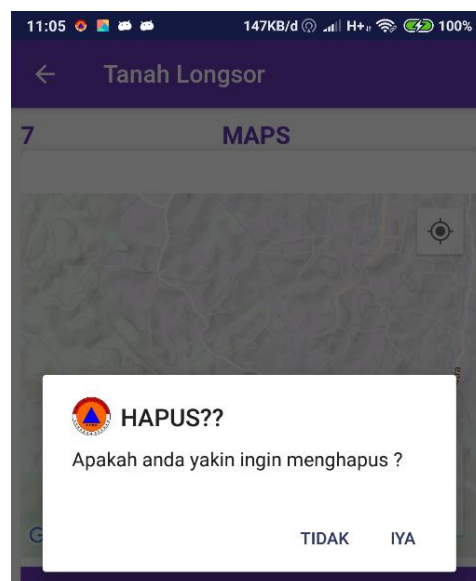 11:05 147KB/d H+ 100%
Tanah Longsor
7 MAPS
HAPUS??
Apakah anda yakin ingin menghapus ?
G
TIDAK IYA